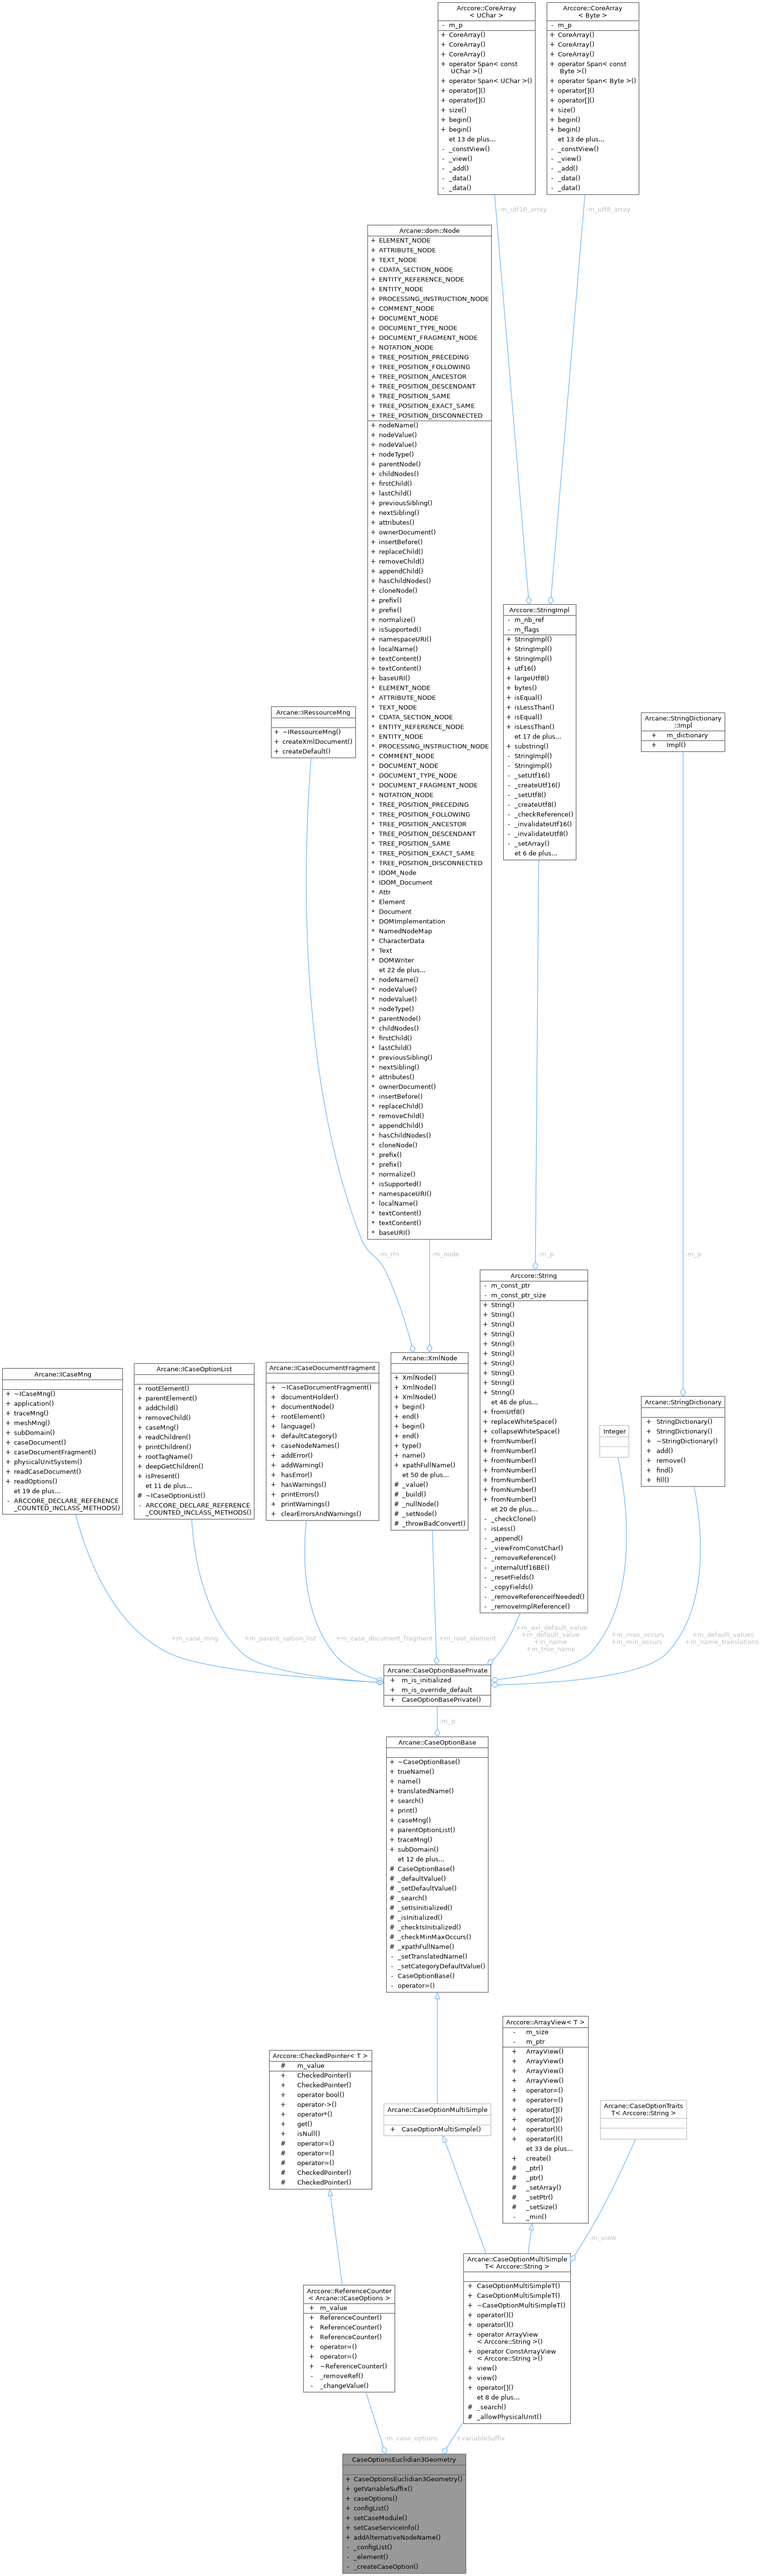 Arccore::CoreArray
< UChar >
- m_p
+ CoreArray()
+ CoreArray()
+ CoreArray()
+ operator Span< const
UChar >()
+ operator Span< UChar >()
+ operator[]()
+ operator[]()
+ size()
+ begin()
+ begin()
et 13 de plus...
- _constView()
- _view()
- _add()
- _data()
- _data()
Arccore::CoreArray
< Byte >
- m_p
+ CoreArray()
+ CoreArray()
+ CoreArray()
+ operator Span< const
Byte >()
+ operator Span< Byte >()
+ operator[]()
+ operator[]()
+ size()
+ begin()
+ begin()
et 13 de plus...
- _constView()
- _view()
- _add()
- _data()
- _data()
-m_utf16_array
-m_utf8_array
Arcane::dom::Node
+ ELEMENT_NODE
+ ATTRIBUTE_NODE
+ TEXT_NODE
+ CDATA_SECTION_NODE
+ ENTITY_REFERENCE_NODE
+ ENTITY_NODE
+ PROCESSING_INSTRUCTION_NODE
+ COMMENT_NODE
+ DOCUMENT_NODE
+ DOCUMENT_TYPE_NODE
+ DOCUMENT_FRAGMENT_NODE
+ NOTATION_NODE
+ TREE_POSITION_PRECEDING
+ TREE_POSITION_FOLLOWING
+ TREE_POSITION_ANCESTOR
+ TREE_POSITION_DESCENDANT
+ TREE_POSITION_SAME
+ TREE_POSITION_EXACT_SAME
+ TREE_POSITION_DISCONNECTED
+ nodeName()
+ nodeValue()
+ nodeValue()
+ nodeType()
+ parentNode()
+ childNodes()
+ firstChild()
+ lastChild()
+ previousSibling()
+ nextSibling()
+ attributes()
+ ownerDocument()
+ insertBefore()
+ replaceChild()
+ removeChild()
+ appendChild()
+ hasChildNodes()
+ cloneNode()
+ prefix()
+ prefix()
+ normalize()
+ isSupported()
+ namespaceURI()
+ localName()
+ textContent()
+ textContent()
+ baseURI()
* ELEMENT_NODE
* ATTRIBUTE_NODE
* TEXT_NODE
* CDATA_SECTION_NODE
* ENTITY_REFERENCE_NODE
* ENTITY_NODE
* PROCESSING_INSTRUCTION_NODE
* COMMENT_NODE
* DOCUMENT_NODE
* DOCUMENT_TYPE_NODE
* DOCUMENT_FRAGMENT_NODE
* NOTATION_NODE
* TREE_POSITION_PRECEDING
* TREE_POSITION_FOLLOWING
* TREE_POSITION_ANCESTOR
* TREE_POSITION_DESCENDANT
* TREE_POSITION_SAME
* TREE_POSITION_EXACT_SAME
* TREE_POSITION_DISCONNECTED
* IDOM_Node
* IDOM_Document
* Attr
* Element
* Document
* DOMImplementation
* NamedNodeMap
* CharacterData
* Text
* DOMWriter
et 22 de plus...
* nodeName()
* nodeValue()
* nodeValue()
* nodeType()
* parentNode()
* childNodes()
* firstChild()
* lastChild()
* previousSibling()
* nextSibling()
* attributes()
* ownerDocument()
* insertBefore()
* replaceChild()
* removeChild()
* appendChild()
* hasChildNodes()
* cloneNode()
* prefix()
* prefix()
* normalize()
* isSupported()
* namespaceURI()
* localName()
* textContent()
* textContent()
* baseURI()
Arccore::StringImpl
- m_nb_ref
- m_flags
+ StringImpl()
+ StringImpl()
+ StringImpl()
+ utf16()
+ largeUtf8()
+ bytes()
+ isEqual()
+ isLessThan()
+ isEqual()
+ isLessThan()
et 17 de plus...
+ substring()
- StringImpl()
- StringImpl()
- _setUtf16()
- _createUtf16()
- _setUtf8()
- _createUtf8()
- _checkReference()
- _invalidateUtf16()
- _invalidateUtf8()
- _setArray()
et 6 de plus...
Arcane::IRessourceMng
+ ~IRessourceMng()
+ createXmlDocument()
+ createDefault()
Arcane::StringDictionary
::Impl
+ m_dictionary
+ Impl()
-m_rm
-m_node
-m_p
-m_p
Arccore::String
- m_const_ptr
- m_const_ptr_size
+ String()
+ String()
+ String()
+ String()
+ String()
+ String()
+ String()
+ String()
+ String()
+ String()
et 46 de plus...
+ fromUtf8()
+ replaceWhiteSpace()
+ collapseWhiteSpace()
+ fromNumber()
+ fromNumber()
+ fromNumber()
+ fromNumber()
+ fromNumber()
+ fromNumber()
+ fromNumber()
et 20 de plus...
- _checkClone()
- isLess()
- _append()
- _viewFromConstChar()
- _removeReference()
- _internalUtf16BE()
- _resetFields()
- _copyFields()
- _removeReferenceIfNeeded()
- _removeImplReference()
Arcane::ICaseMng
+ ~ICaseMng()
+ application()
+ traceMng()
+ meshMng()
+ subDomain()
+ caseDocument()
+ caseDocumentFragment()
+ physicalUnitSystem()
+ readCaseDocument()
+ readOptions()
et 19 de plus...
- ARCCORE_DECLARE_REFERENCE
_COUNTED_INCLASS_METHODS()
Arcane::ICaseOptionList
+ rootElement()
+ parentElement()
+ addChild()
+ removeChild()
+ caseMng()
+ readChildren()
+ printChildren()
+ rootTagName()
+ deepGetChildren()
+ isPresent()
et 11 de plus...
# ~ICaseOptionList()
- ARCCORE_DECLARE_REFERENCE
_COUNTED_INCLASS_METHODS()
Arcane::ICaseDocumentFragment
+ ~ICaseDocumentFragment()
+ documentHolder()
+ documentNode()
+ rootElement()
+ language()
+ defaultCategory()
+ caseNodeNames()
+ addError()
+ addWarning()
+ hasError()
+ hasWarnings()
+ printErrors()
+ printWarnings()
+ clearErrorsAndWarnings()
Arcane::XmlNode
+ XmlNode()
+ XmlNode()
+ XmlNode()
+ begin()
+ end()
+ begin()
+ end()
+ type()
+ name()
+ xpathFullName()
et 50 de plus...
# _value()
# _build()
# _nullNode()
# _setNode()
# _throwBadConvert()
Integer
Arcane::StringDictionary
+ StringDictionary()
+ StringDictionary()
+ ~StringDictionary()
+ add()
+ remove()
+ find()
+ fill()
+m_case_mng
+m_parent_option_list
+m_case_document_fragment
+m_root_element
+m_axl_default_value
+m_default_value
+m_name
+m_true_name
+m_max_occurs
+m_min_occurs
+m_default_values
+m_name_translations
Arcane::CaseOptionBasePrivate
+ m_is_initialized
+ m_is_override_default
+ CaseOptionBasePrivate()
-m_p
Arcane::CaseOptionBase
+ ~CaseOptionBase()
+ trueName()
+ name()
+ translatedName()
+ search()
+ print()
+ caseMng()
+ parentOptionList()
+ traceMng()
+ subDomain()
et 12 de plus...
# CaseOptionBase()
# _defaultValue()
# _setDefaultValue()
# _search()
# _setIsInitialized()
# _isInitialized()
# _checkIsInitialized()
# _checkMinMaxOccurs()
# _xpathFullName()
- _setTranslatedName()
- _setCategoryDefaultValue()
- CaseOptionBase()
- operator=()
Arccore::CheckedPointer< T >
# m_value
+ CheckedPointer()
+ CheckedPointer()
+ operator bool()
+ operator->()
+ operator*()
+ get()
+ isNull()
# operator=()
# operator=()
# operator=()
# CheckedPointer()
# CheckedPointer()
Arcane::CaseOptionMultiSimple
+ CaseOptionMultiSimple()
Arccore::ArrayView< T >
- m_size
- m_ptr
+ ArrayView()
+ ArrayView()
+ ArrayView()
+ ArrayView()
+ operator=()
+ operator=()
+ operator[]()
+ operator[]()
+ operator()()
+ operator()()
et 33 de plus...
+ create()
# _ptr()
# _ptr()
# _setArray()
# _setPtr()
# _setSize()
- _min()
Arcane::CaseOptionTraits
T< Arccore::String >
-m_view
Arccore::ReferenceCounter
< Arcane::ICaseOptions >
+ m_value
+ ReferenceCounter()
+ ReferenceCounter()
+ ReferenceCounter()
+ operator=()
+ operator=()
+ ~ReferenceCounter()
- _removeRef()
- _changeValue()
Arcane::CaseOptionMultiSimple
T< Arccore::String >
+ CaseOptionMultiSimpleT()
+ CaseOptionMultiSimpleT()
+ ~CaseOptionMultiSimpleT()
+ operator()()
+ operator()()
+ operator ArrayView
< Arccore::String >()
+ operator ConstArrayView
< Arccore::String >()
+ view()
+ view()
+ operator[]()
et 8 de plus...
# _search()
# _allowPhysicalUnit()
-m_case_options
+variableSuffix
CaseOptionsEuclidian3Geometry
+ CaseOptionsEuclidian3Geometry()
+ getVariableSuffix()
+ caseOptions()
+ configList()
+ setCaseModule()
+ setCaseServiceInfo()
+ addAlternativeNodeName()
- _configList()
- _element()
- _createCaseOption()